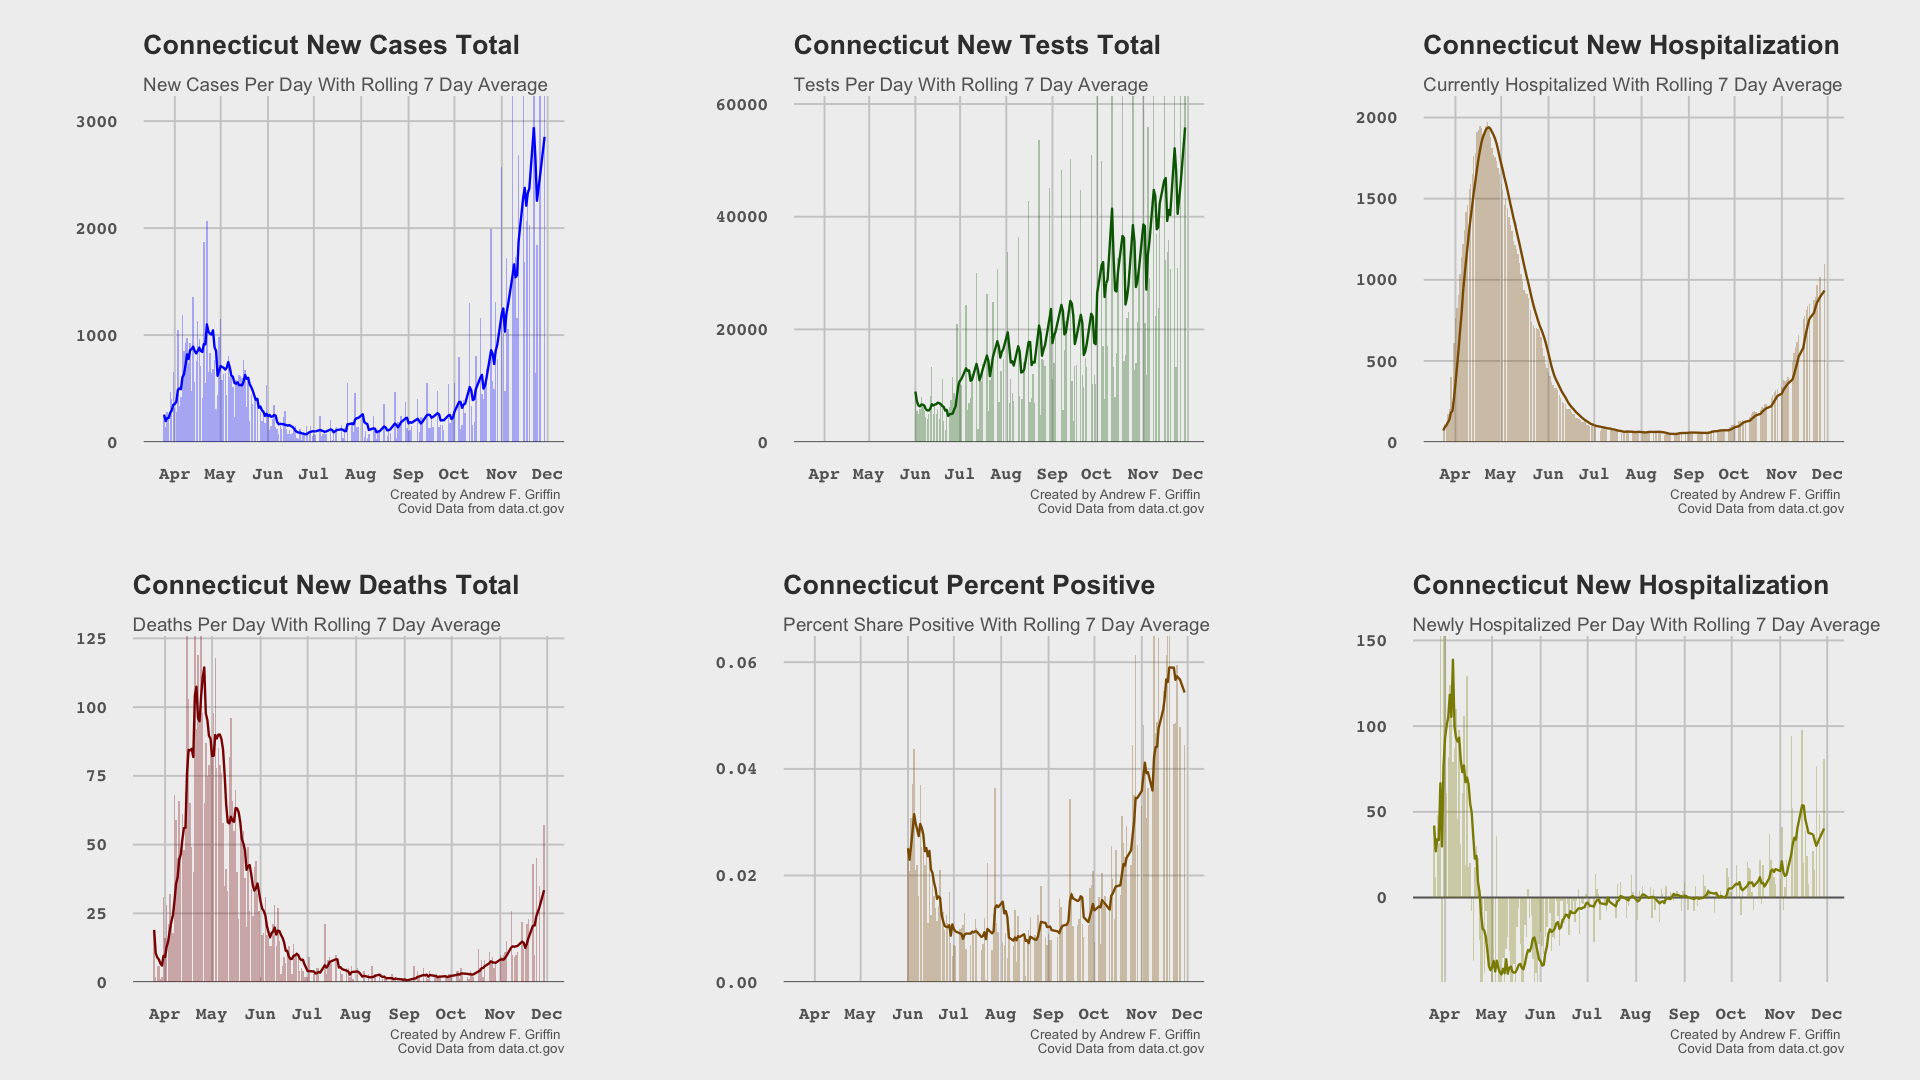 Connecticut New Cases Total
New Cases Per Day With Rolling 7 Day Average
3000
2000
1000
0
Apr May Jun Jul Aug Sep Oct Nov Dec
Created by Andrew F. Griffin
Covid Data from data.ct.gov
Connecticut New Tests Total
Tests Per Day With Rolling 7 Day Average
60000
40000
20000
0
Apr May Jun Jul Aug Sep Oct Nov Dec
Created by Andrew F. Griffin
Covid Data from data.ct.gov
Connecticut New Hospitalization
Currently Hospitalized With Rolling 7 Day Average
2000
1500
1000
500
0
Apr May Jun Jul Aug Sep Oct Nov Dec
Created by Andrew F. Griffin
Covid Data from data.ct.gov
Connecticut New Deaths Total
Deaths Per Day With Rolling 7 Day Average
125
100
75
50
25
0
Apr May Jun Jul Aug Sep Oct Nov Dec
Created by Andrew F. Griffin
Covid Data from data.ct.gov
Connecticut Percent Positive
Percent Share Positive With Rolling 7 Day Average
0.06
0.04
0.02
0.00
Apr May Jun Jul Aug Sep Oct Nov Dec
Created by Andrew F. Griffin
Covid Data from data.ct.gov
Connecticut New Hospitalization
Newly Hospitalized Per Day With Rolling 7 Day Average
150
100
50
0
Apr May Jun Jul Aug Sep Oct Nov Dec
Created by Andrew F. Griffin
Covid Data from data.ct.gov